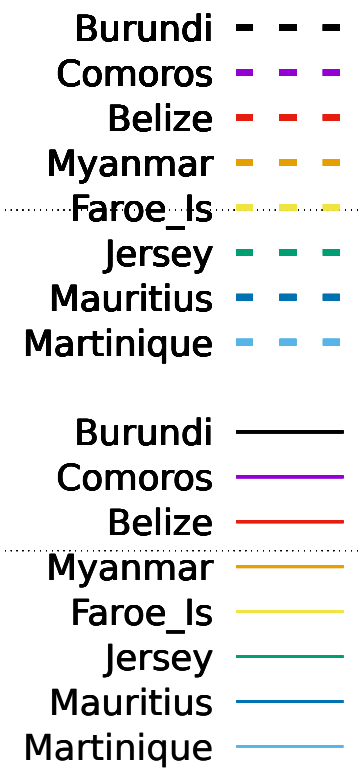 Burundi
Comoros
Belize
Myanmar
Faroe_Is
Jersey
Mauritius
Martinique
Burundi
Comoros
Belize
Myanmar
Faroe_Is
Jersey
Mauritius
Martinique